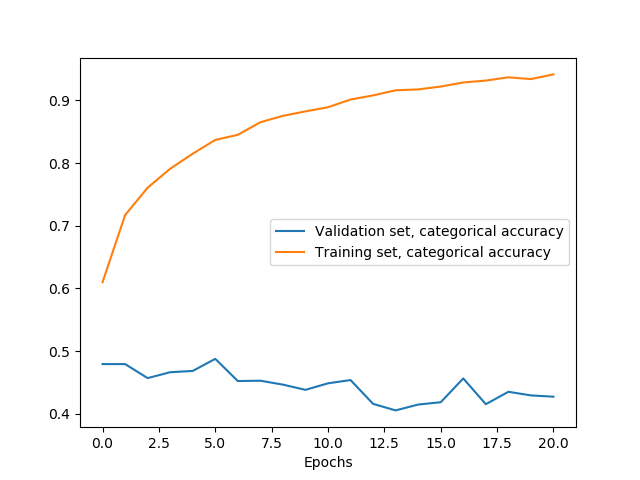 0.9
0.8
0.7
0.6
0.5
0.4
Validation set, categorical accuracy
Training set, categorical accuracy
0.0 2.5 5.0 7.5 10.0 12.5 15.0 17.5 20.0
Epochs